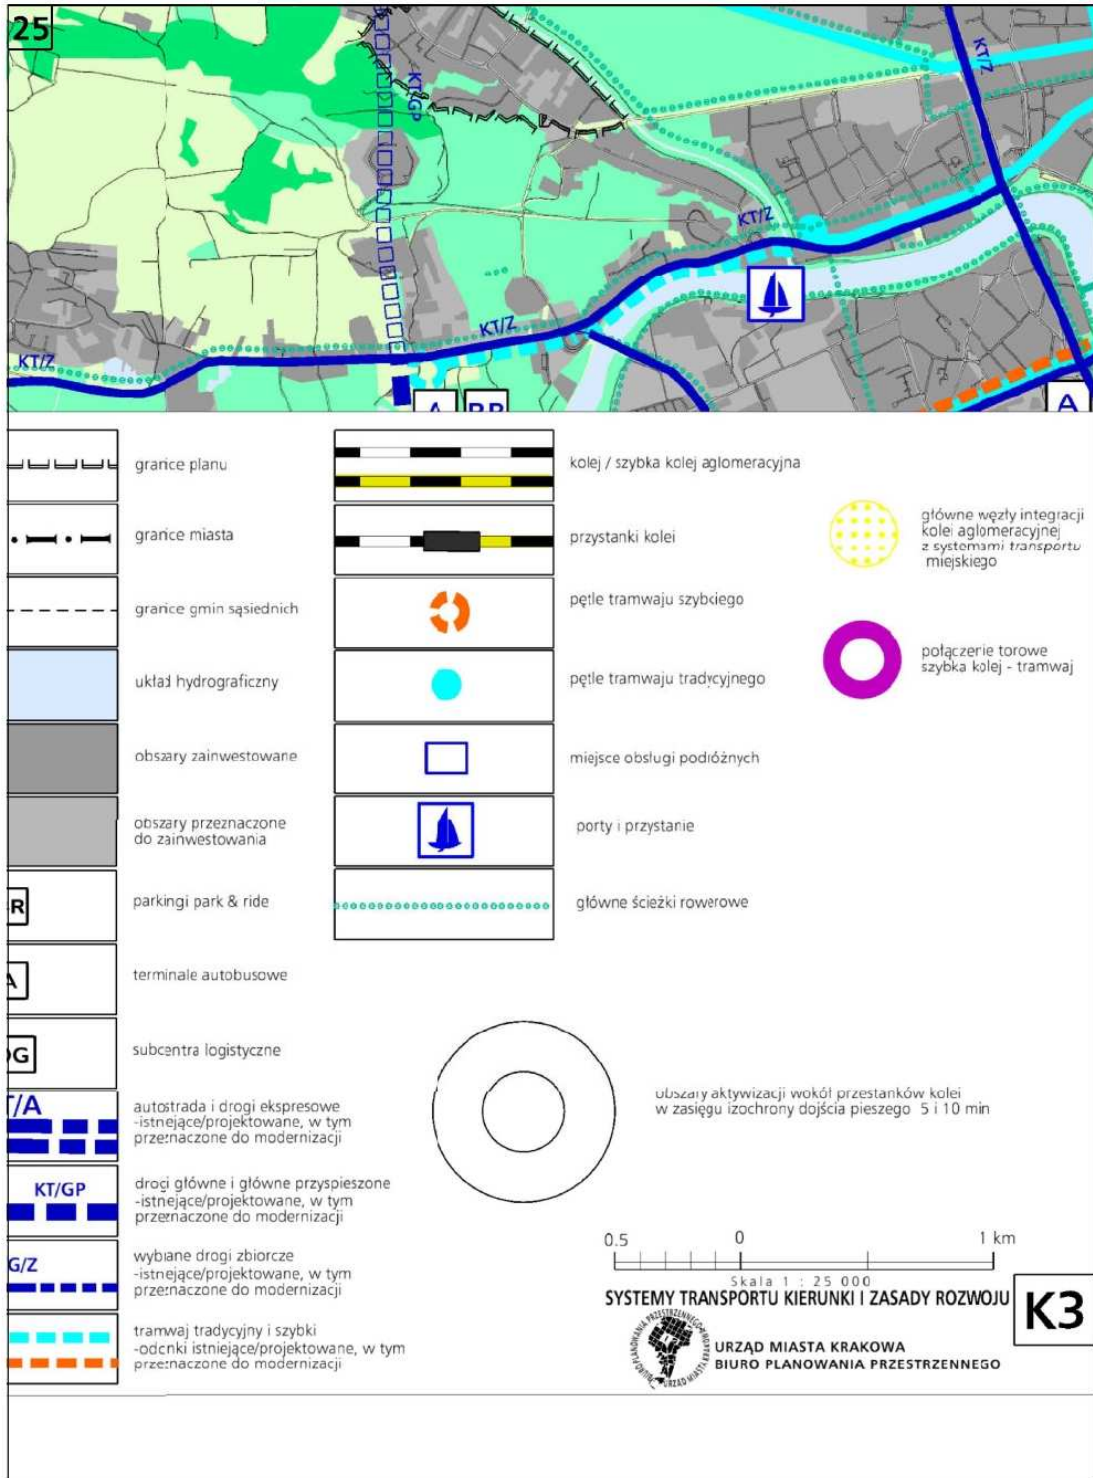 25
KT/GP
KT/Z
KT/Z
KT/Z
KT/Z
A
granice planu
granice miasta
granice gmin sąsiednich
układ hydrograficzny
obszary zainwestowane
obszary przeznaczone
do zainwestowania
R
parkingi park & ride
A
terminale autobusowe
OG
subcentra logistyczne
T/A
autostrada i drogi ekspresowe
-istniejące/projektowane, w tym
przeznaczone do modernizacji
KT/GP
drogi główne i główne przyspieszone
-istniejące/projektowane, w tym
przeznaczone do modernizacji
G/Z
wybrane drogi zbiorcze
-istniejące/projektowane, w tym
przeznaczone do modernizacji
tramwaj tradycyjny i szybki
-odcinki istniejące/projektowane, w tym
przeznaczone do modernizacji
kolej / szybka kolej aglomeracyjna
przystanki kolei
pętle tramwaju szybkiego
pętle tramwaju tradycyjnego
miejsce obsługi podróżnych
porty i przystanie
główne ścieżki rowerowe
główne węzły integracji
kolei aglomeracyjnej
z systemami transportu
miejskiego
połączenie torowe
szybka kolej - tramwaj
obszary aktywizacji wokół przestanków kolei
w zasięgu izochrony dojścia pieszego 5 i 10 min
0.5 0 1 km
Skala 1 : 25 000
SYSTEMY TRANSPORTU KIERUNKI I ZASADY ROZWOJU
K3
URZĄD MIASTA KRAKOWA
BIURO PLANOWANIA PRZESTRZENNEGO